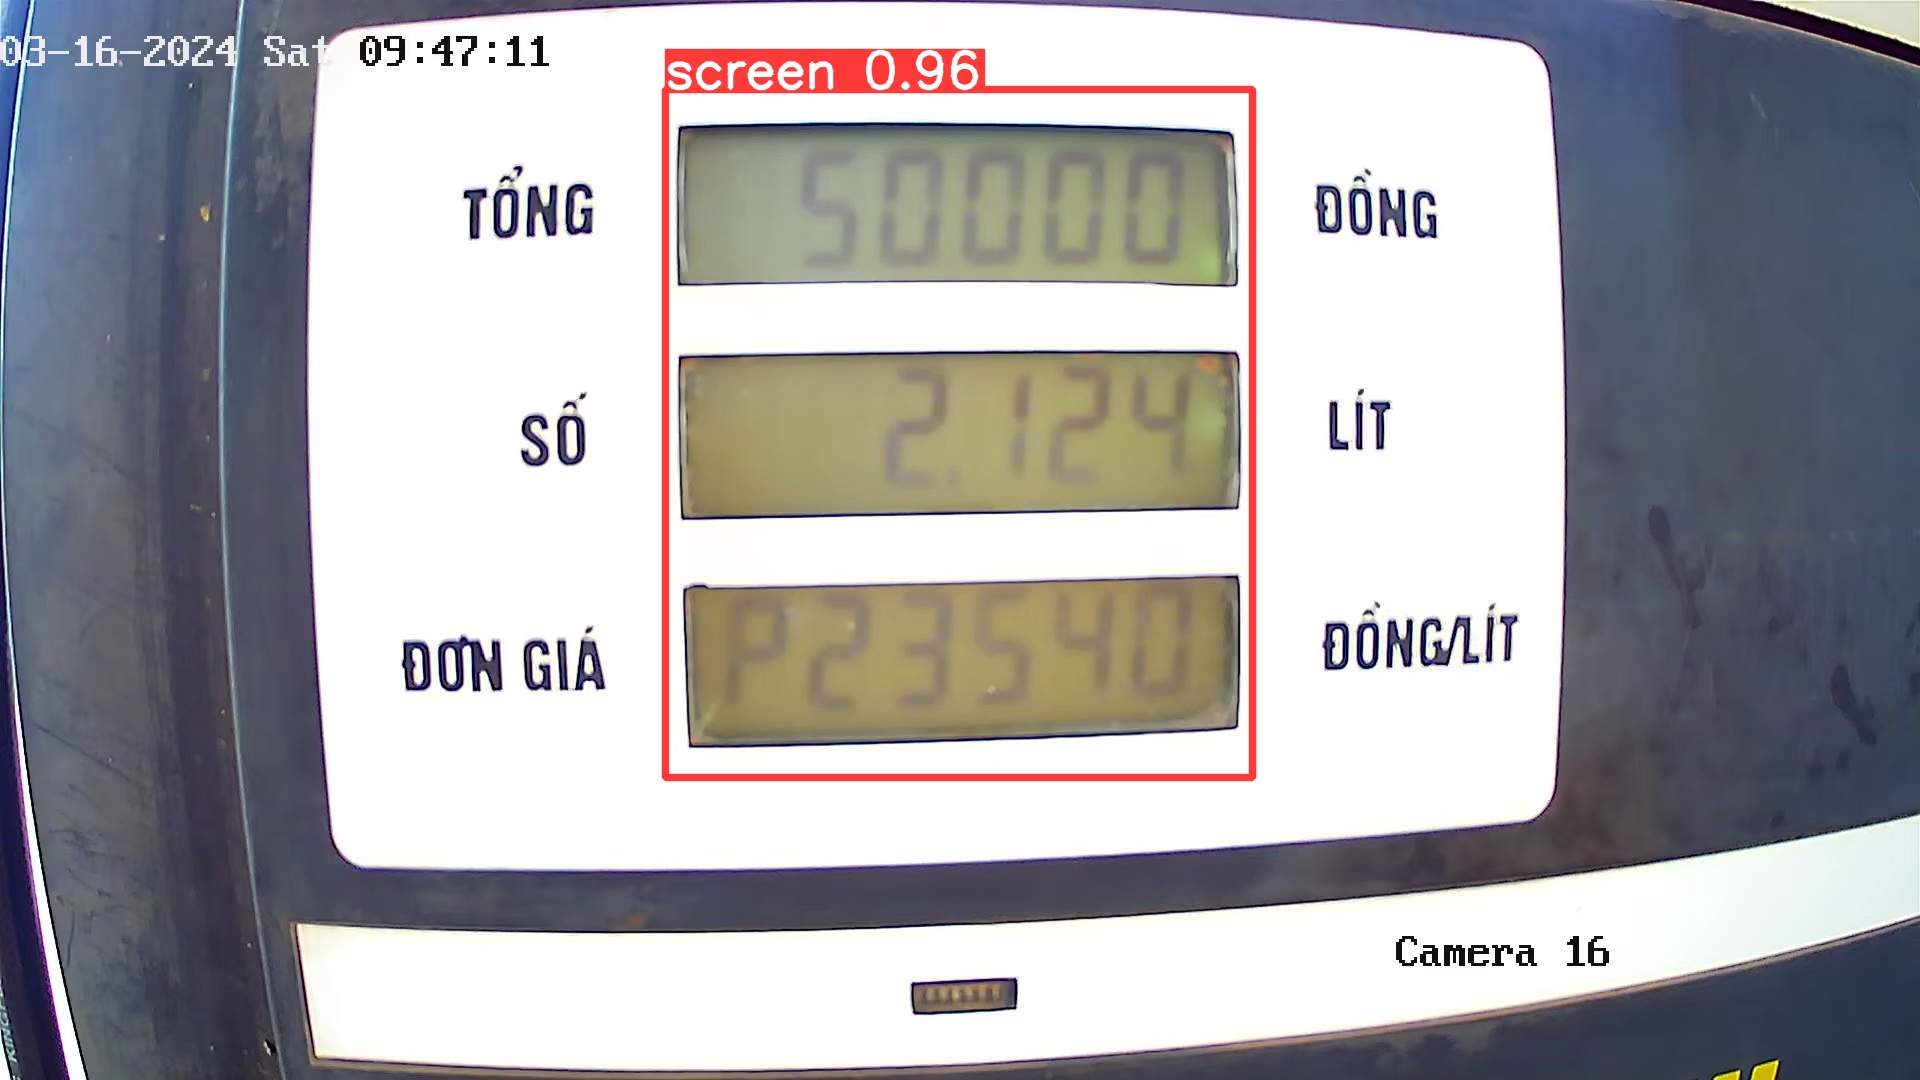 03-16-2024 Sat 09:47:11
screen 0.96
TỔNG 50000 ĐỒNG
SỐ 2.124 LÍT
ĐƠN GIÁ P23540 ĐỒNG/LÍT
Camera 16